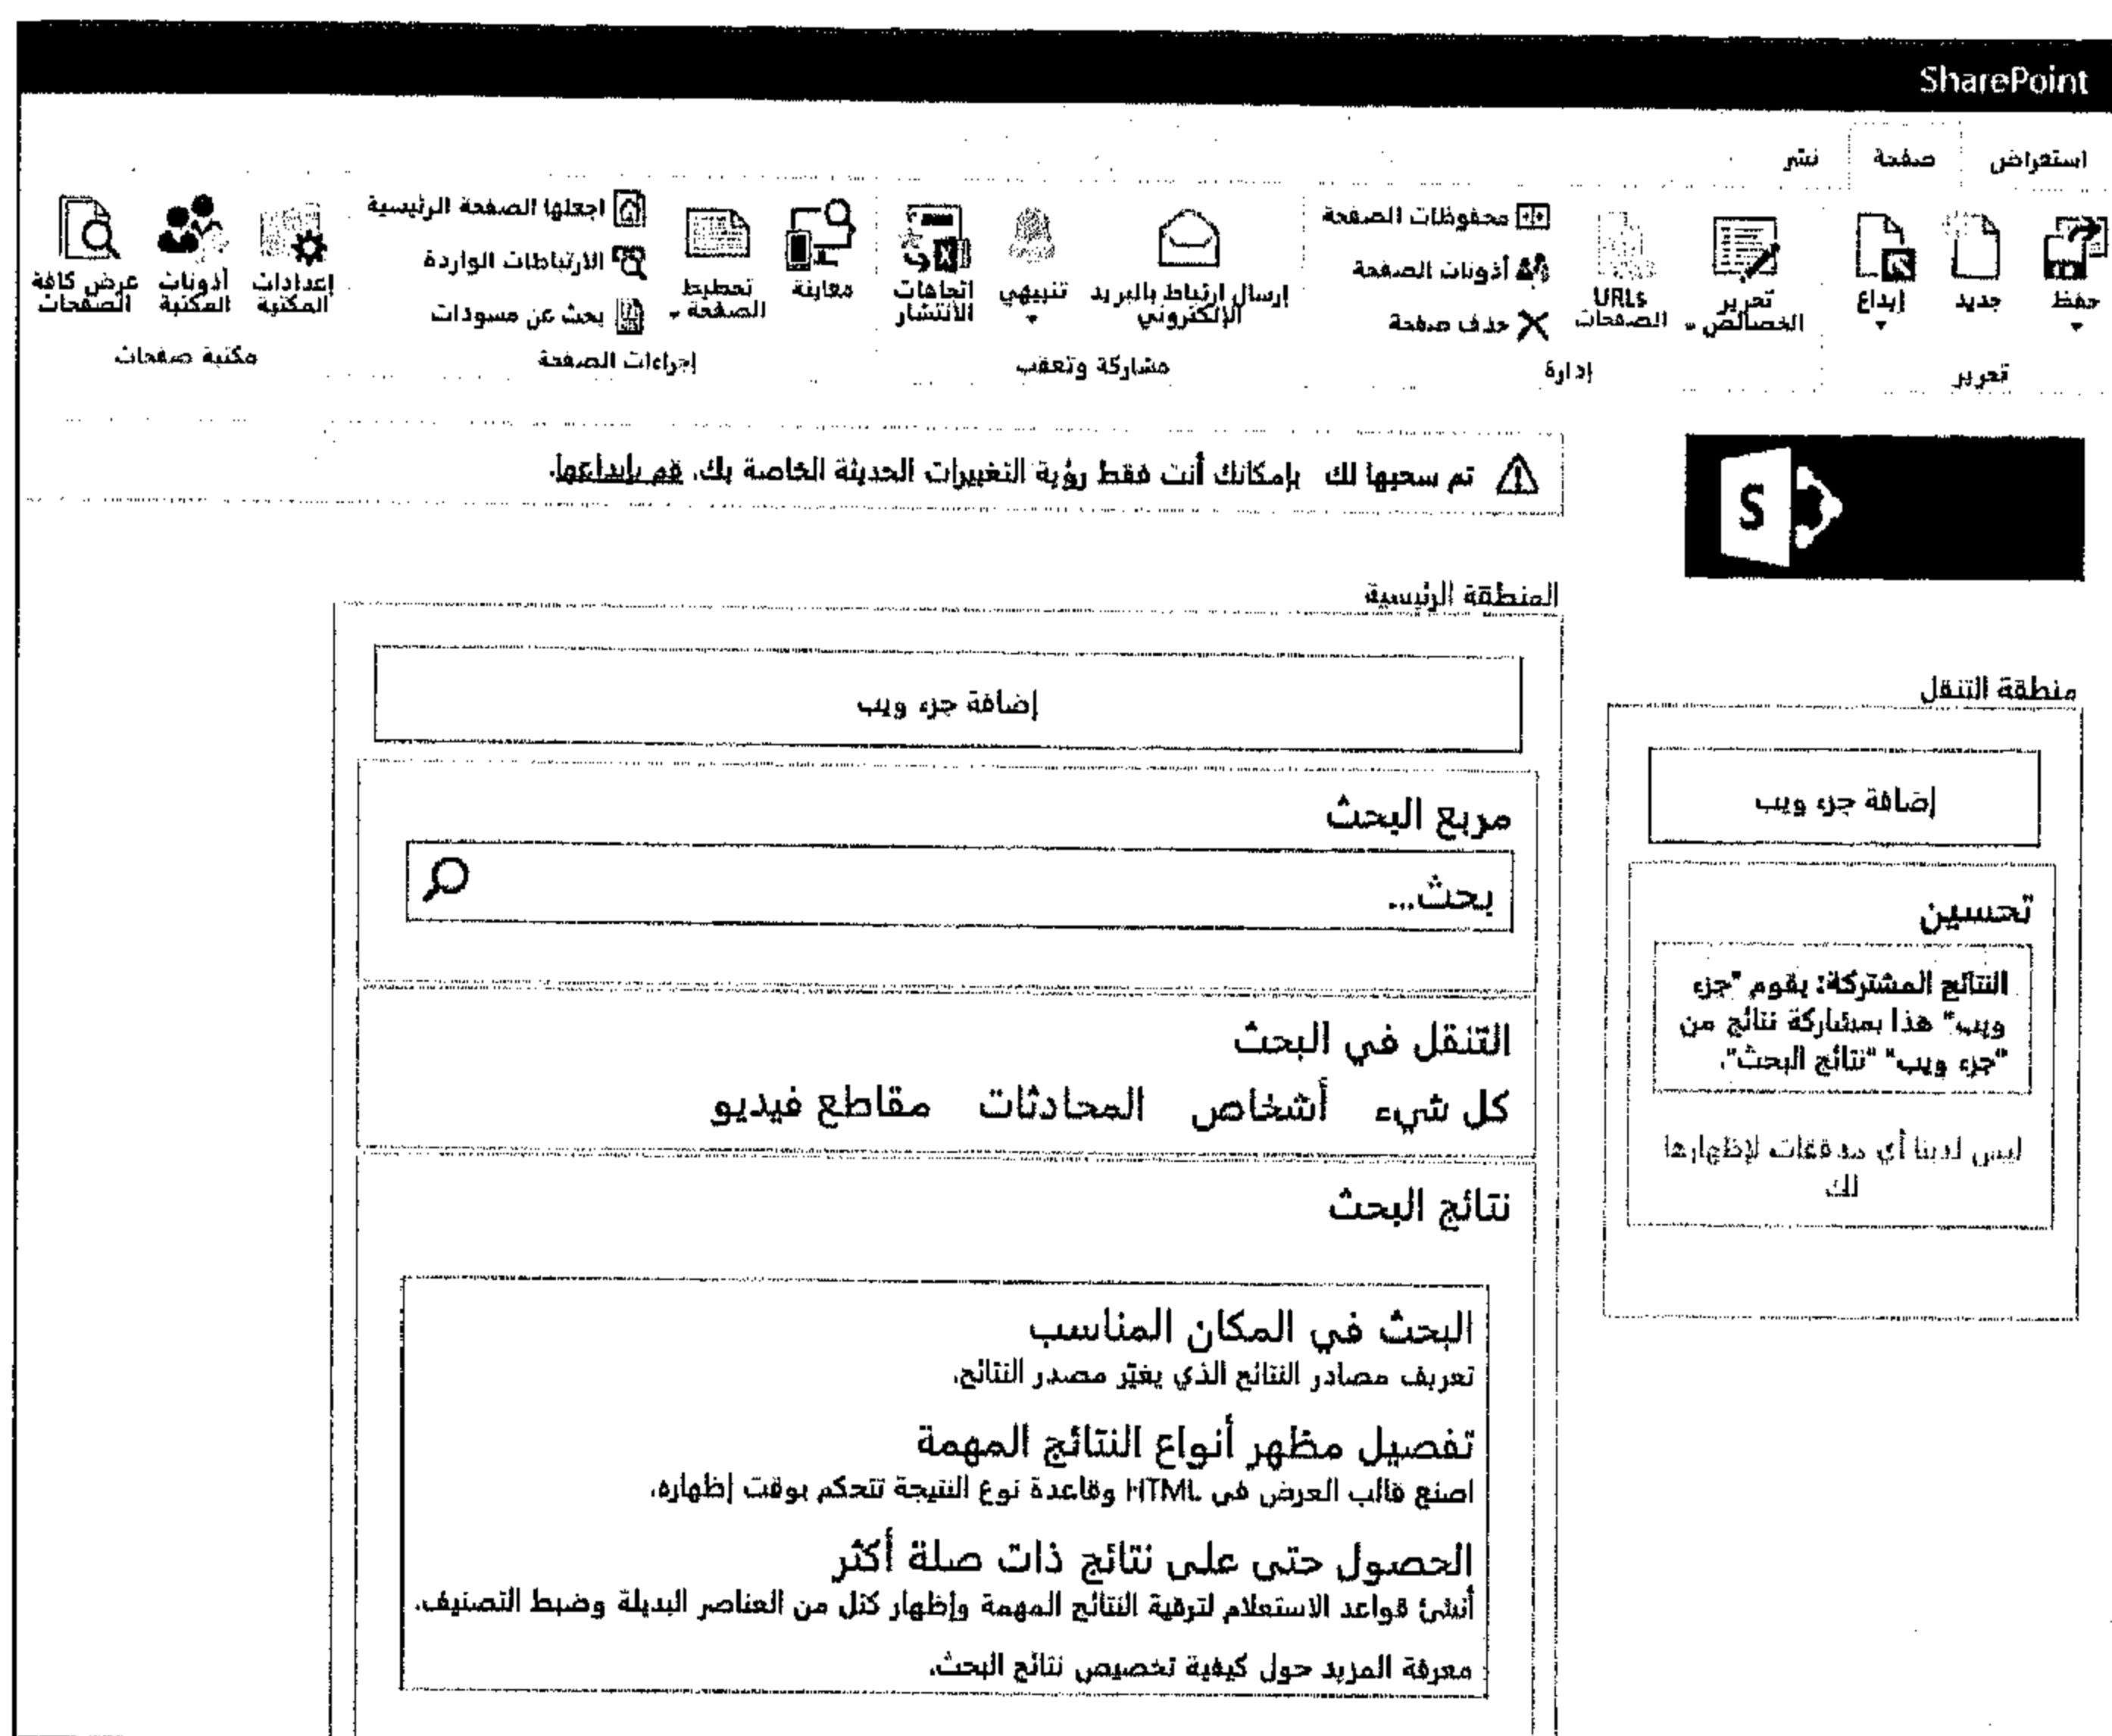 SharePoint
استعراض صفحة نشر
حفظ
جديد
إيداع
تحرير
تحرير الخصائص
URLs الصفحات
محفوظات الصفحة
أذونات الصفحة
حذف صفحة
إدارة
إرسال ارتباط بالبريد الإلكتروني
تنبيهي
اتجاهات الانتشار
مشاركة وتعقب
معاينة
تخطيط الصفحة
اجعلها الصفحة الرئيسية
الارتباطات الواردة
بحث عن مسودات
إجراءات الصفحة
إعدادات المكتبة
أذونات المكتبة
عرض كافة الصفحات
مكتبة صفحات
تم سحبها لك بإمكانك أنت فقط رؤية التغييرات الحديثة الخاصة بك. قم بإيداعها.
S
منطقة التنقل
إضافة جزء ويب
تحسين
النتائج المشتركة: يقوم "جزء
ويب" هذا بمشاركة نتائج من
"جزء ويب" "نتائج البحث".
ليس لدينا أي مدققات لإظهارها
لك
المنطقة الرئيسية
إضافة جزء ويب
مربع البحث
بحث...
التنقل في البحث
كل شيء أشخاص المحادثات مقاطع فيديو
نتائج البحث
البحث في المكان المناسب
تعريف مصادر النتائج الذي يغيّر مصدر النتائج.
تفصيل مظهر أنواع النتائج المهمة
اصنع قالب العرض في HTML وقاعدة نوع النتيجة تتحكم بوقت إظهاره.
الحصول حتى على نتائج ذات صلة أكثر
أنشئ قواعد الاستعلام لترقية النتائج المهمة وإظهار كتل من العناصر البديلة وضبط التصنيف.
معرفة المزيد حول كيفية تخصيص نتائج البحث.